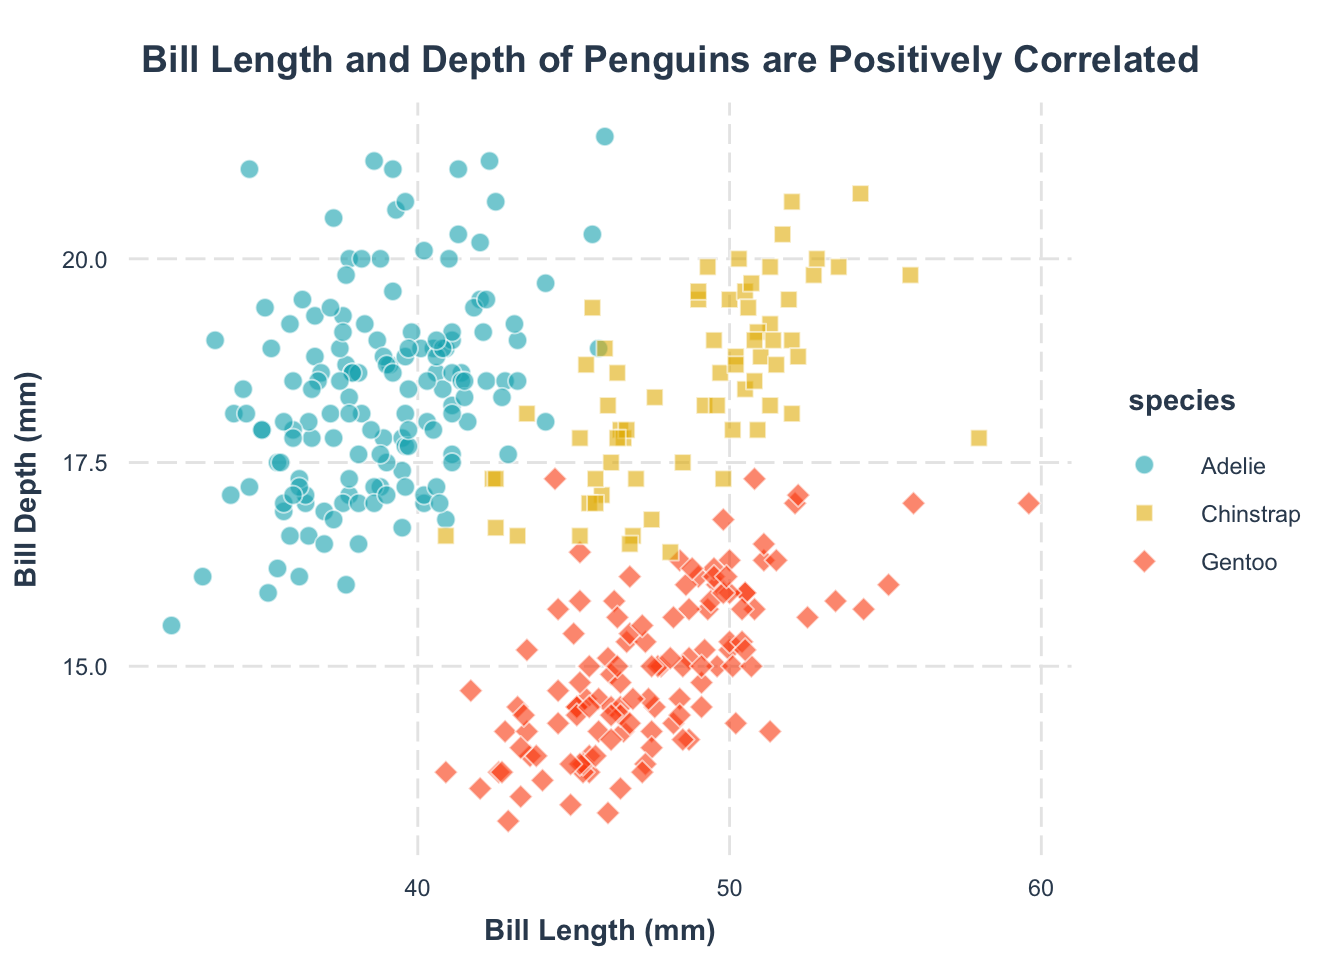 Bill Length and Depth of Penguins are Positively Correlated
Bill Depth (mm)
20.0
17.5
15.0
40
50
60
Bill Length (mm)
species
Adelie
Chinstrap
Gentoo